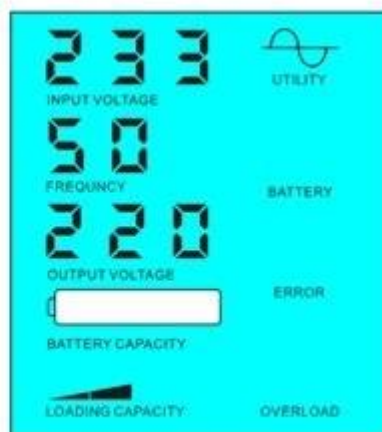 233
INPUT VOLTAGE
UTILITY
50
FREQUNCY
BATTERY
220
OUTPUT VOLTAGE
ERROR
BATTERY CAPACITY
LOADING CAPACITY
OVERLOAD